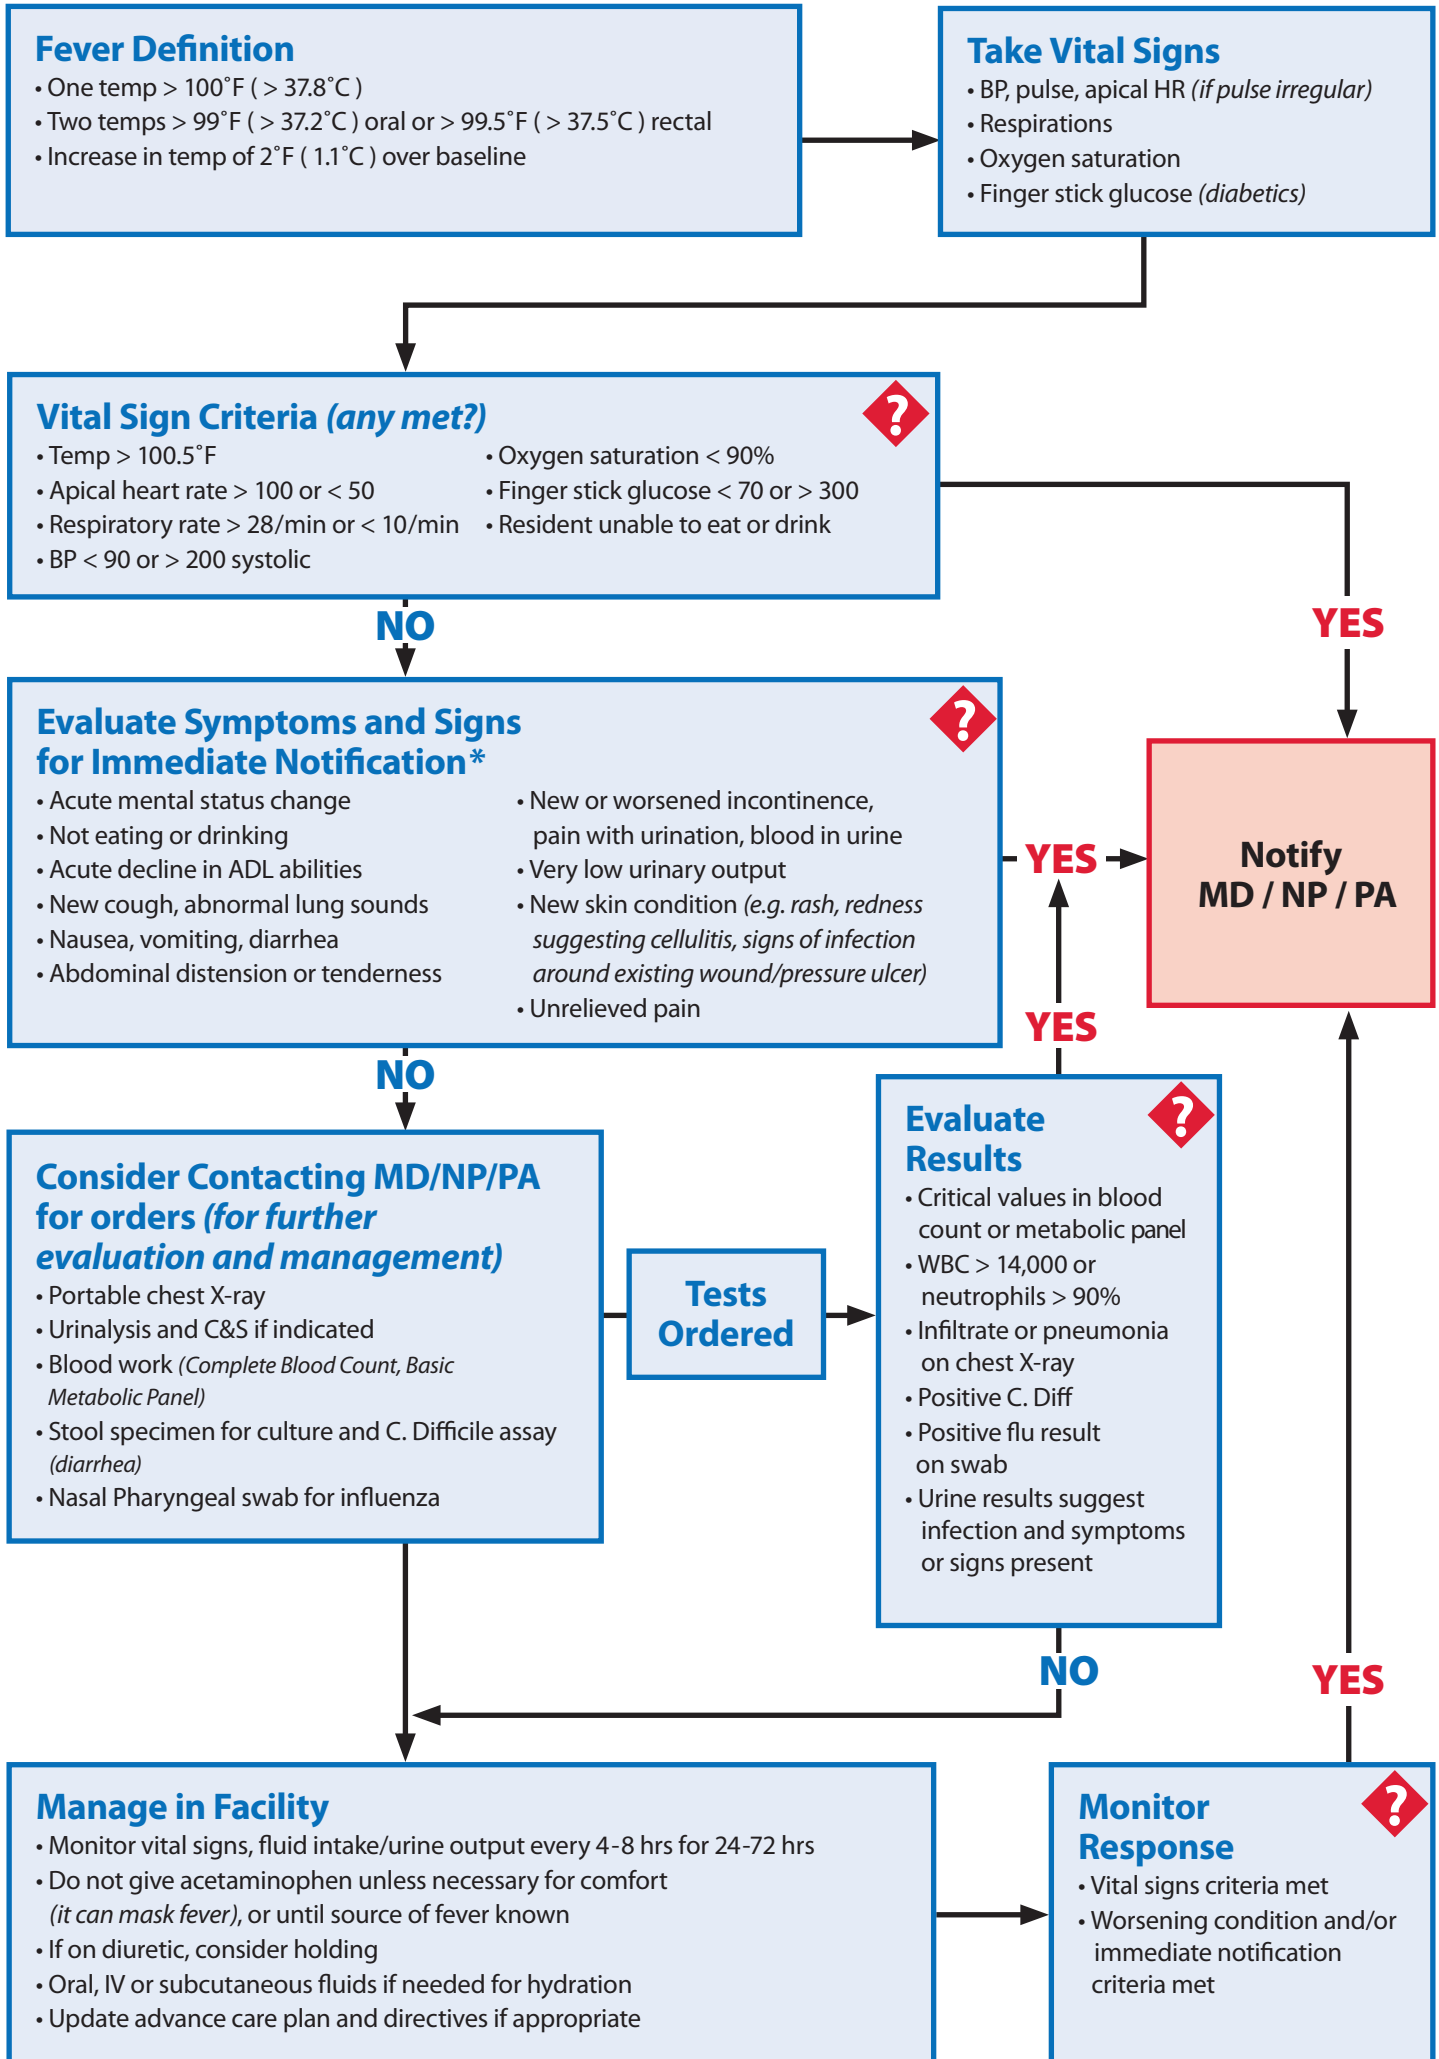 Fever Definition
• One temp > 100˚F ( > 37.8˚C )
• Two temps > 99˚F ( > 37.2˚C ) oral or > 99.5˚F ( > 37.5˚C ) rectal
• Increase in temp of 2˚F ( 1.1˚C ) over baseline
Take Vital Signs
• BP, pulse, apical HR (if pulse irregular)
• Respirations
• Oxygen saturation
• Finger stick glucose (diabetics)
Vital Sign Criteria (any met?)
?
• Temp > 100.5˚F
• Apical heart rate > 100 or < 50
• Respiratory rate > 28/min or < 10/min
• BP < 90 or > 200 systolic
• Oxygen saturation < 90%
• Finger stick glucose < 70 or > 300
• Resident unable to eat or drink
NO
YES
Evaluate Symptoms and Signs
for Immediate Notification*
?
• Acute mental status change
• Not eating or drinking
• Acute decline in ADL abilities
• New cough, abnormal lung sounds
• Nausea, vomiting, diarrhea
• Abdominal distension or tenderness
• New or worsened incontinence,
pain with urination, blood in urine
• Very low urinary output
• New skin condition (e.g. rash, redness
suggesting cellulitis, signs of infection
around existing wound/pressure ulcer)
• Unrelieved pain
YES
Notify
MD / NP / PA
NO
YES
Consider Contacting MD/NP/PA
for orders (for further
evaluation and management)
• Portable chest X-ray
• Urinalysis and C&S if indicated
• Blood work (Complete Blood Count, Basic
Metabolic Panel)
• Stool specimen for culture and C. Difficile assay
(diarrhea)
• Nasal Pharyngeal swab for influenza
Tests
Ordered
Evaluate
Results
?
• Critical values in blood
count or metabolic panel
• WBC > 14,000 or
neutrophils > 90%
• Infiltrate or pneumonia
on chest X-ray
• Positive C. Diff
• Positive flu result
on swab
• Urine results suggest
infection and symptoms
or signs present
NO
YES
Manage in Facility
• Monitor vital signs, fluid intake/urine output every 4-8 hrs for 24-72 hrs
• Do not give acetaminophen unless necessary for comfort
(it can mask fever), or until source of fever known
• If on diuretic, consider holding
• Oral, IV or subcutaneous fluids if needed for hydration
• Update advance care plan and directives if appropriate
Monitor
Response
?
• Vital signs criteria met
• Worsening condition and/or
immediate notification
criteria met